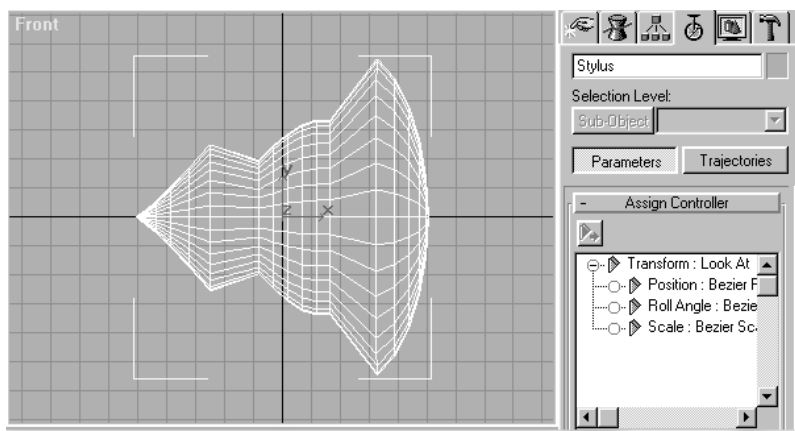 Front
y
z x
Stylus
Selection Level:
Sub-Object
Parameters Trajectories
- Assign Controller
Transform : Look At
Position : Bezier P
Roll Angle : Bezie
Scale : Bezier Sc